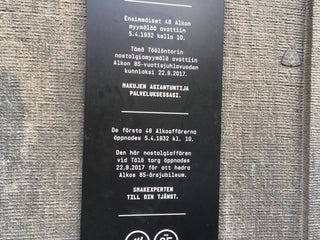 Ensimmäiset 48 Alkon
myymälää avattiin
5.4.1932 kello 10.
Tämä Töölöntorin
nostalgiamyymälä avattiin
Alkon 85-vuotisjuhlavuoden
kunniaksi 22.9.2017.
MAKUJEN ASIANTUNTIJA
PALVELUKSESSASI.
De första 48 Alkoaffärerna
öppnades 5.4.1932 kl. 10.
Den här nostalgiaffären
vid Tölö torg öppnades
22.9.2017 för att hedra
Alkos 85-årsjubileum.
SMAKEXPERTEN
TILL DIN TJÄNST.